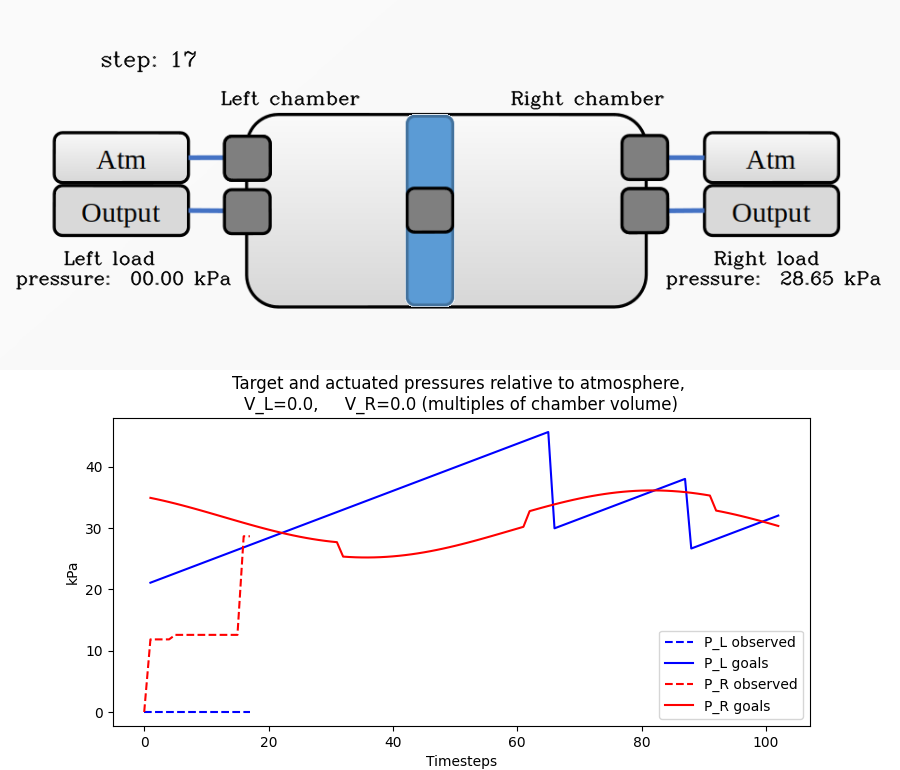 step: 17
Left chamber
Right chamber
Atm
Atm
Output
Output
Left load
pressure: 00.00 kPa
Right load
pressure: 28.65 kPa
Target and actuated pressures relative to atmosphere,
V_L=0.0, V_R=0.0 (multiples of chamber volume)
kPa
40
30
20
10
0
0 20 40 60 80 100
Timesteps
P_L observed
P_L goals
P_R observed
P_R goals